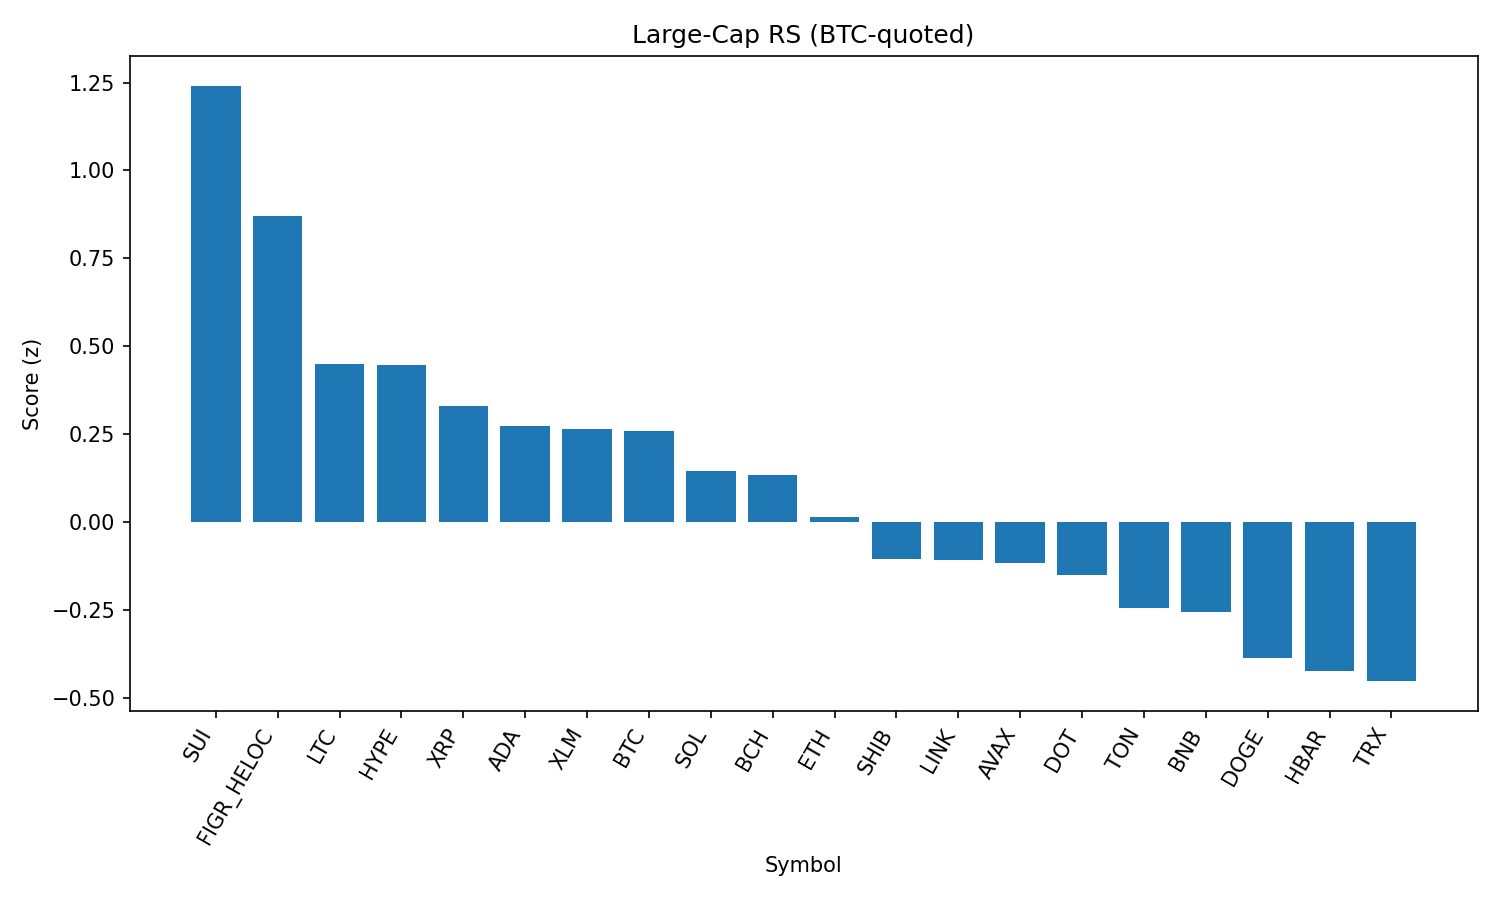 Large-Cap RS (BTC-quoted)
Score (z)
1.25
1.00
0.75
0.50
0.25
0.00
−0.25
−0.50
SUI
FIGR_HELOC
LTC
HYPE
XRP
ADA
XLM
BTC
SOL
BCH
ETH
SHIB
LINK
AVAX
DOT
TON
BNB
DOGE
HBAR
TRX
Symbol